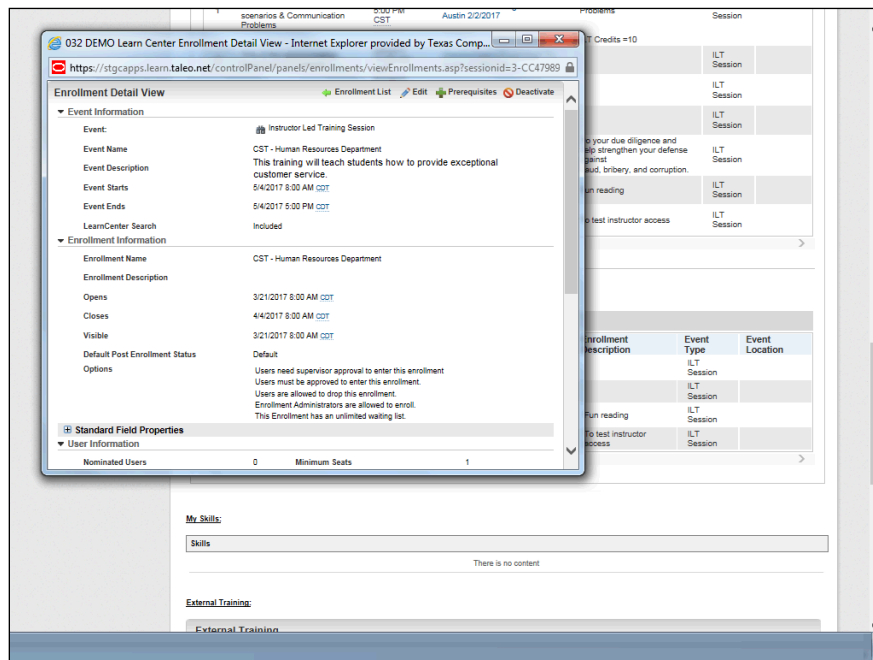 1
scenarios & Communication
Problems
5:00 PM
CST
Austin 2/2/2017
Problems
Session
T Credits =10
ILT
Session
ILT
Session
ILT
Session
o your due diligence and
elp strengthen your defense
gainst
aud, bribery, and corruption.
ILT
Session
un reading
ILT
Session
o test instructor access
ILT
Session
032 DEMO Learn Center Enrollment Detail View - Internet Explorer provided by Texas Comp...
https://stgcapps.learn.taleo.net/controlPanel/panels/enrollments/viewEnrollments.asp?sessionid=3-CC47989
Enrollment Detail View
Enrollment List Edit Prerequisites Deactivate
Event Information
Event: Instructor Led Training Session
Event Name CST - Human Resources Department
Event Description This training will teach students how to provide exceptional
customer service.
Event Starts 5/4/2017 8:00 AM CDT
Event Ends 5/4/2017 5:00 PM CDT
LearnCenter Search Included
Enrollment Information
Enrollment Name CST - Human Resources Department
Enrollment Description
Opens 3/21/2017 8:00 AM CDT
Closes 4/4/2017 8:00 AM CDT
Visible 3/21/2017 8:00 AM CDT
Default Post Enrollment Status Default
Options Users need supervisor approval to enter this enrollment
Users must be approved to enter this enrollment.
Users are allowed to drop this enrollment.
Enrollment Administrators are allowed to enroll.
This Enrollment has an unlimited waiting list.
Standard Field Properties
User Information
Nominated Users 0 Minimum Seats 1
Enrollment
Description
Event
Type
Event
Location
ILT
Session
ILT
Session
Fun reading
ILT
Session
To test instructor
access
ILT
Session
My Skills:
Skills
There is no content
External Training:
External Training